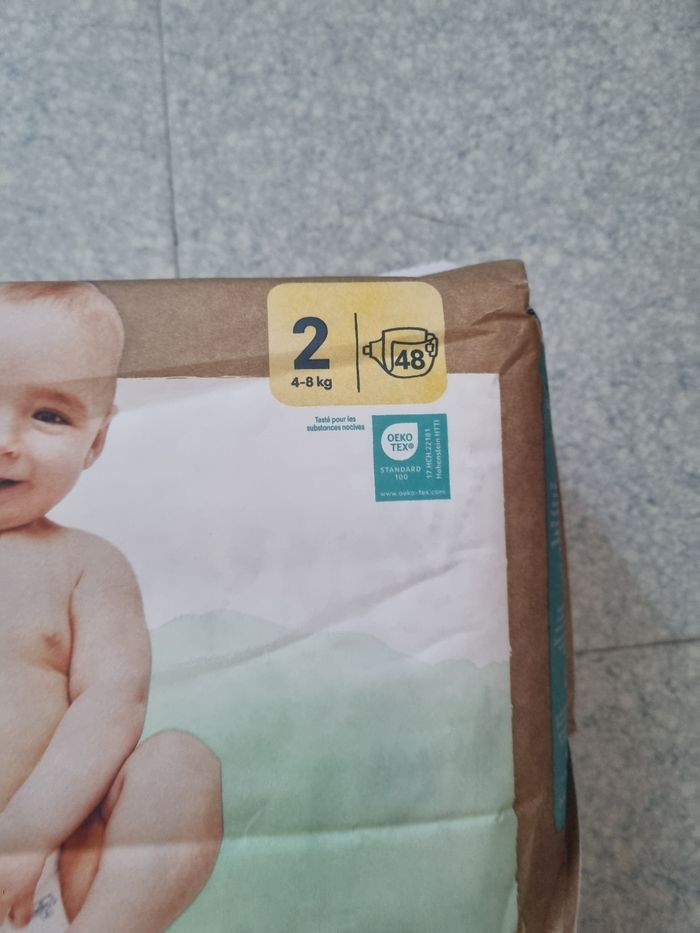 2
4-8 kg
48
Testé pour les
substances nocives
OEKO
TEX®
STANDARD
100
17.HCH.22181
Hohenstein HTTI
www.oeko-tex.com